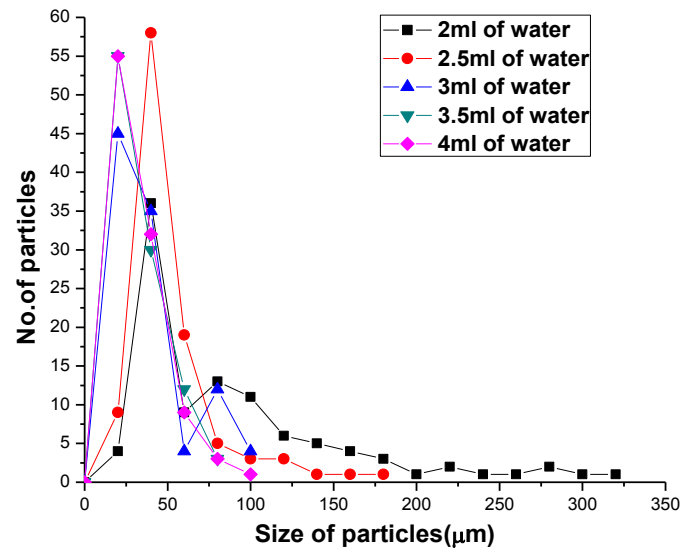 60
55
50
45
40
35
30
25
20
15
10
5
0
No.of particles
2ml of water
2.5ml of water
3ml of water
3.5ml of water
4ml of water
0 50 100 150 200 250 300 350
Size of particles(μm)